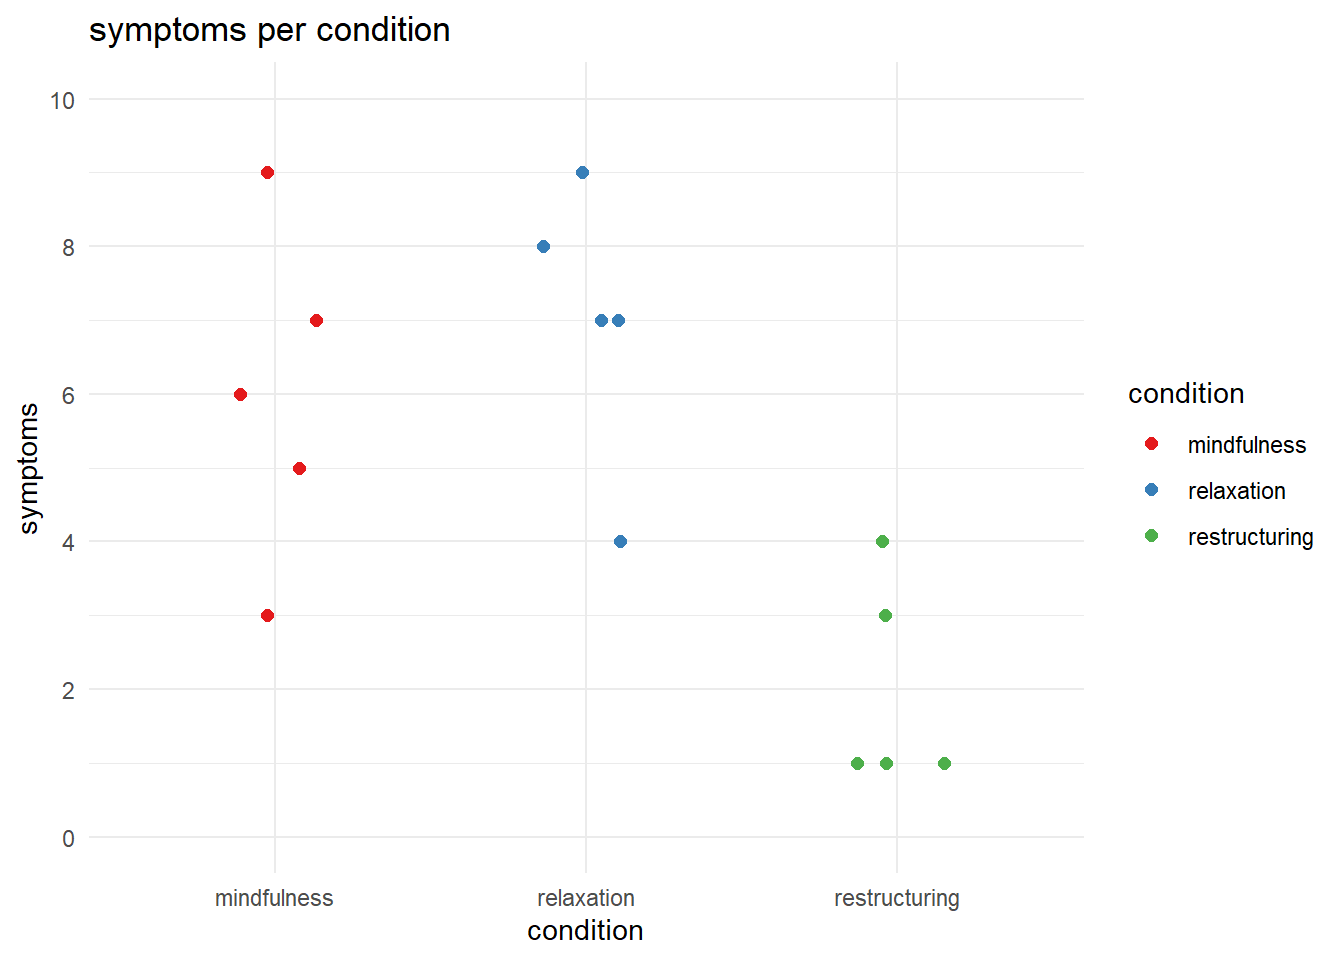 symptoms per condition
10
8
6
4
2
0
symptoms
mindfulness
relaxation
restructuring
condition
condition
mindfulness
relaxation
restructuring